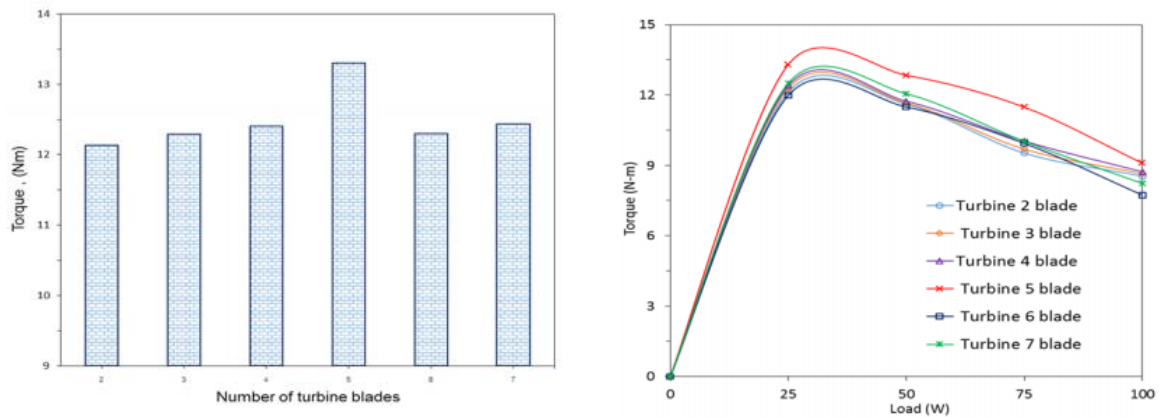 14
13
12
11
10
9
Torque , (Nm)
2 3 4 5 6 7
Number of turbine blades
15
12
9
6
3
0
Torque (N-m)
Turbine 2 blade
Turbine 3 blade
Turbine 4 blade
Turbine 5 blade
Turbine 6 blade
Turbine 7 blade
0 25 50 75 100
Load (W)